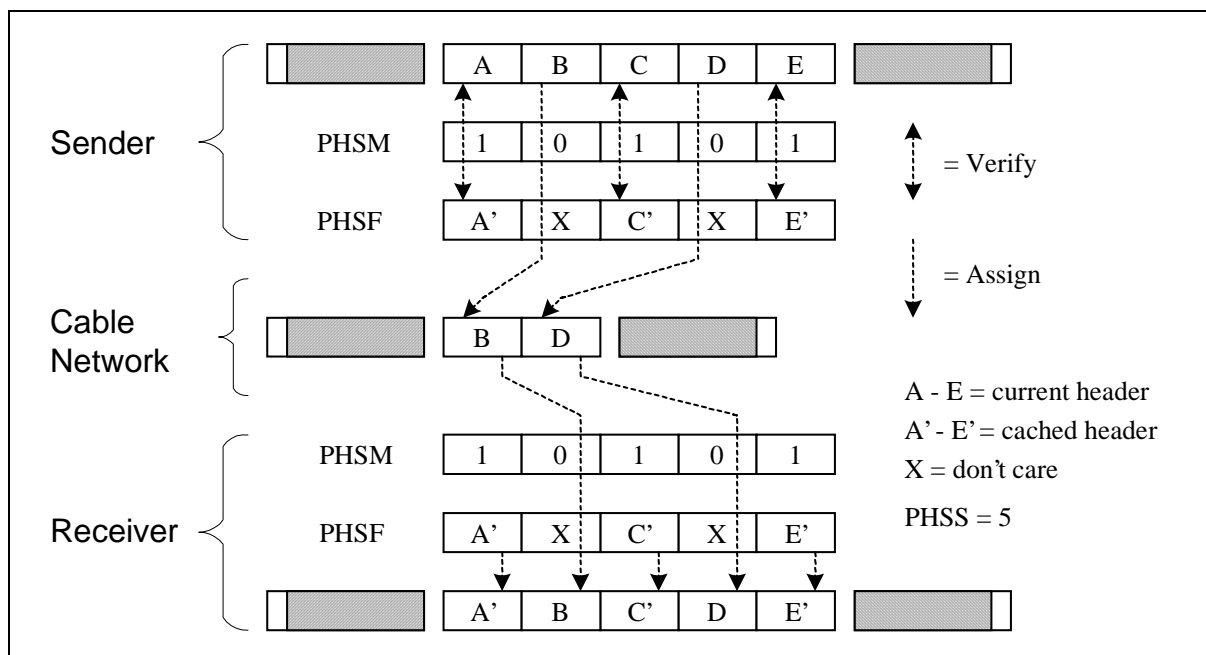 A B C D E
Sender
PHSM 1 0 1 0 1
= Verify
PHSF A’ X C’ X E’
= Assign
Cable
Network
B D
A - E = current header
A’ - E’ = cached header
X = don’t care
PHSS = 5
PHSM 1 0 1 0 1
Receiver
PHSF A’ X C’ X E’
A’ B C’ D E’